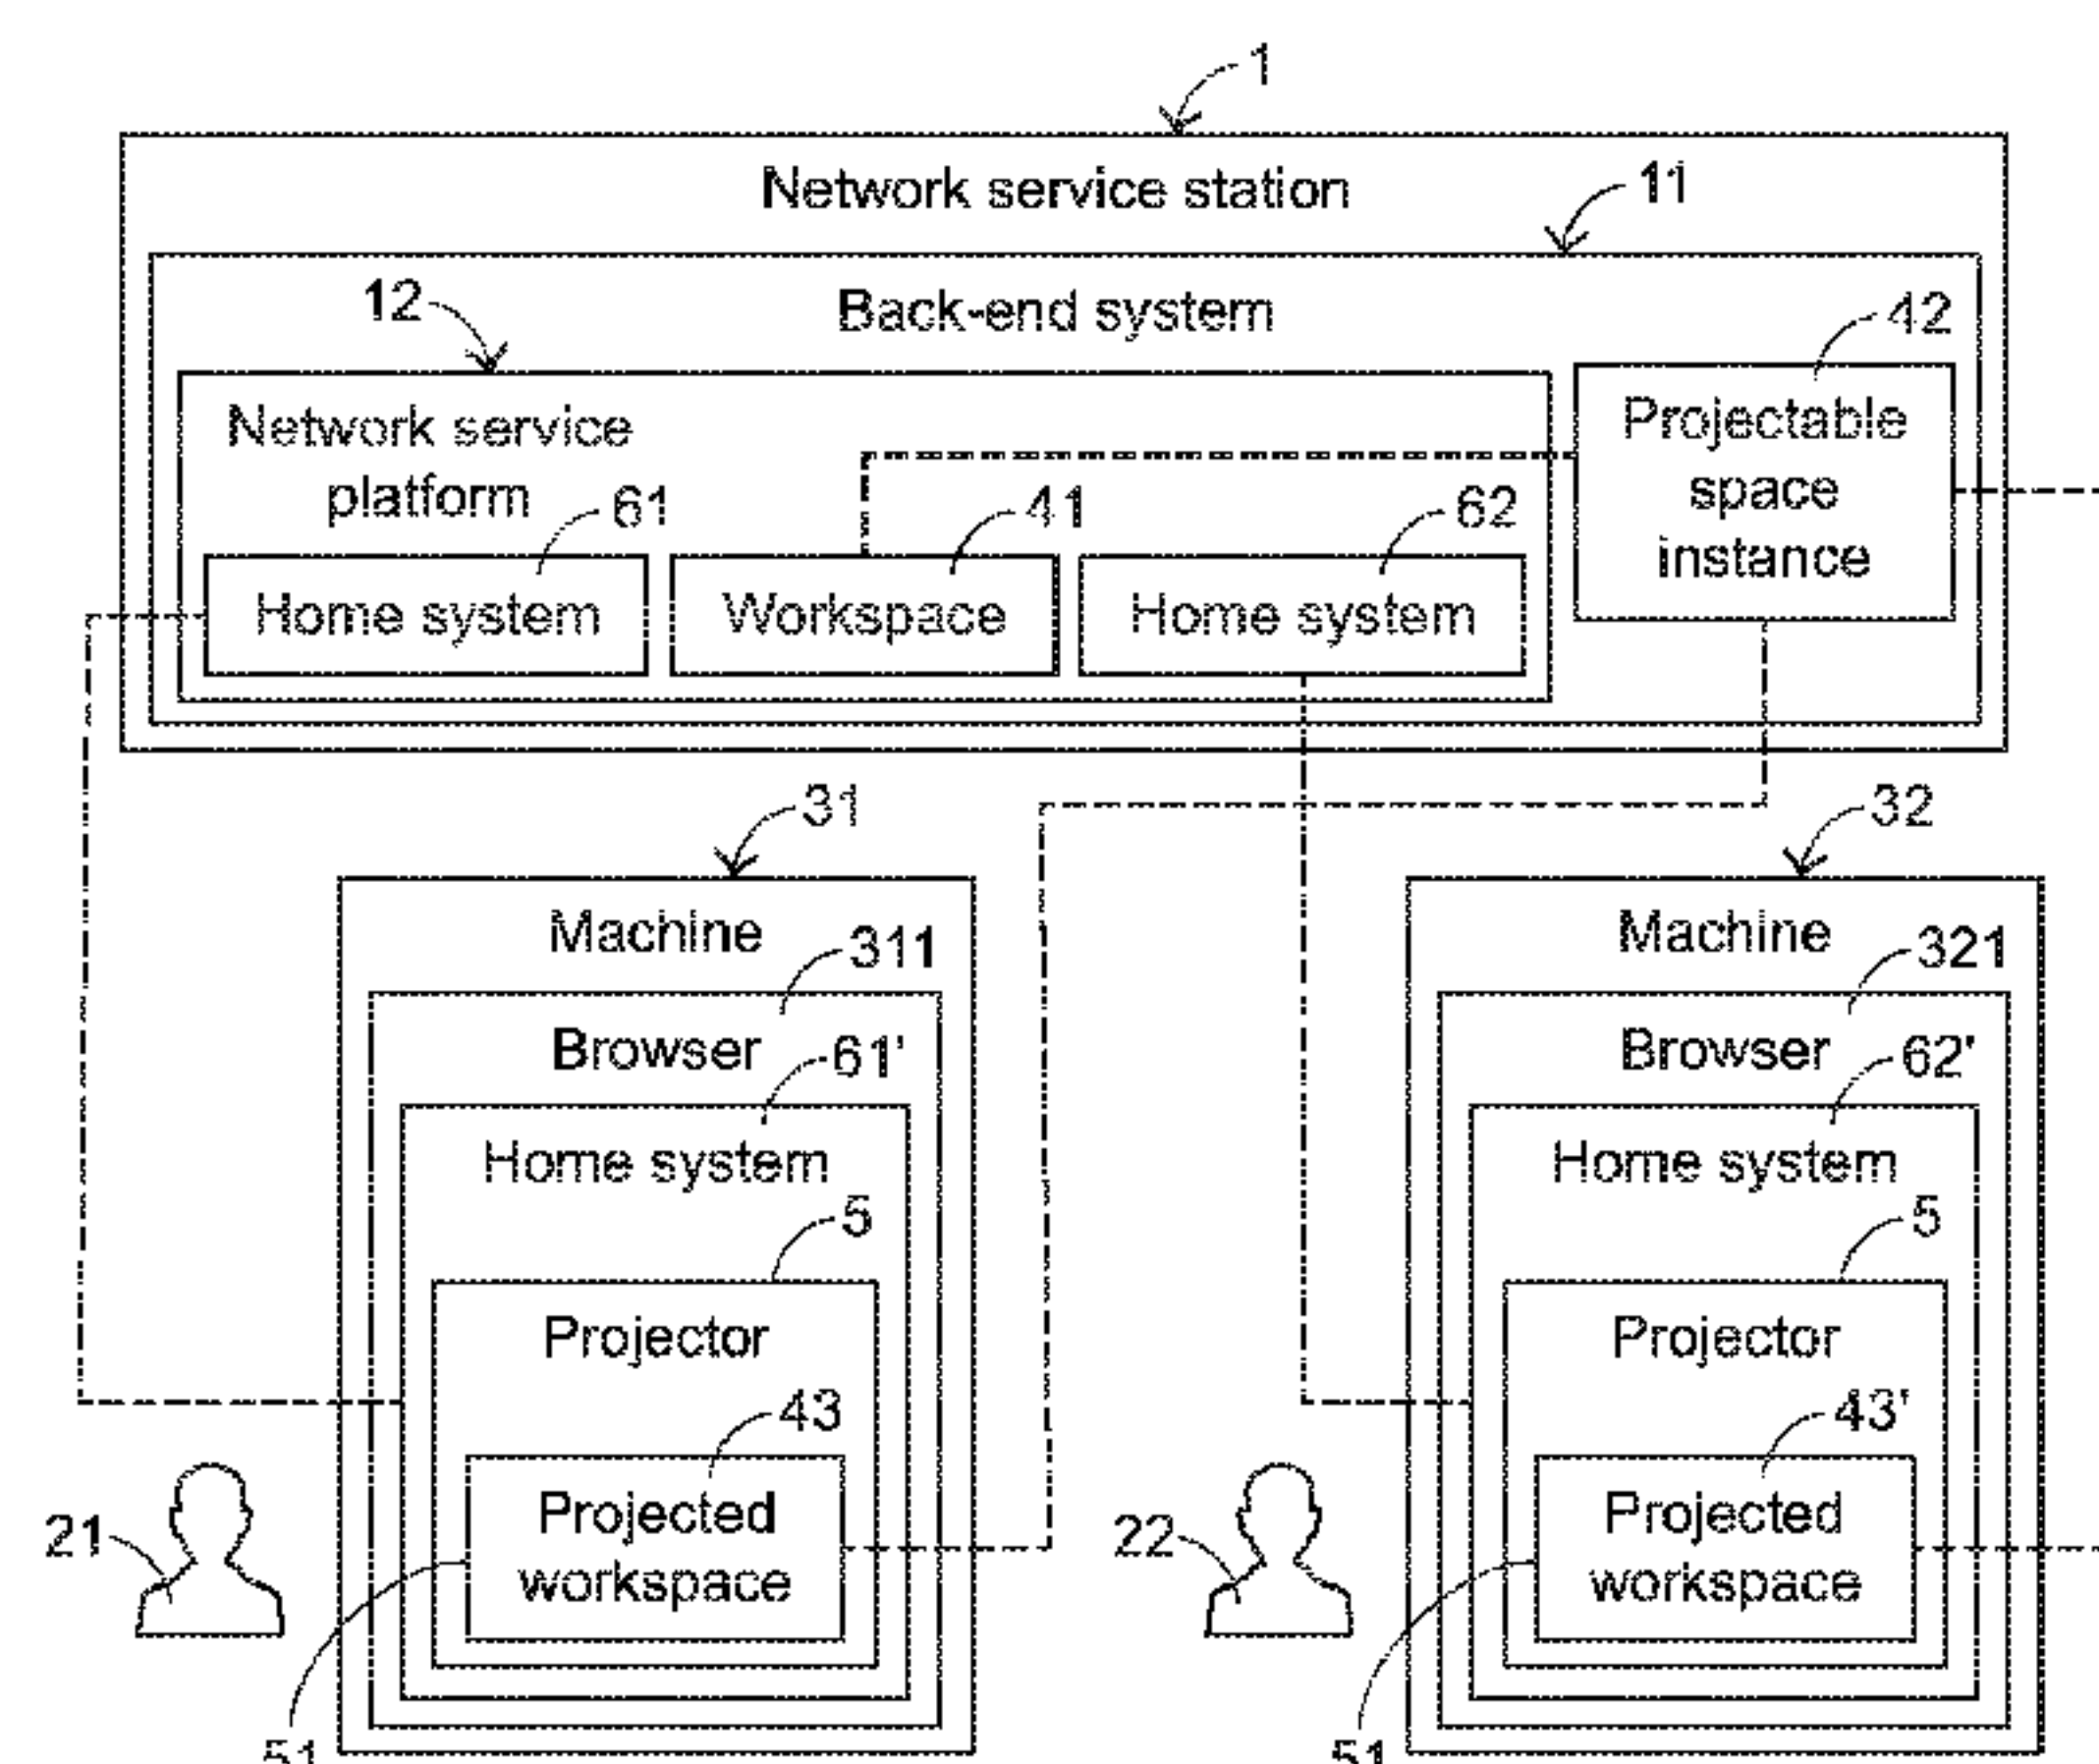 1
Network service station
11
Back-end system
12
42
Network service
platform
Projectable
space
instance
61
41
62
Home system
Workspace
Home system
31
32
Machine
Machine
311
321
Browser
Browser
61'
62'
Home system
Home system
5
5
Projector
Projector
43
43'
Projected
workspace
Projected
workspace
21
22
51
51